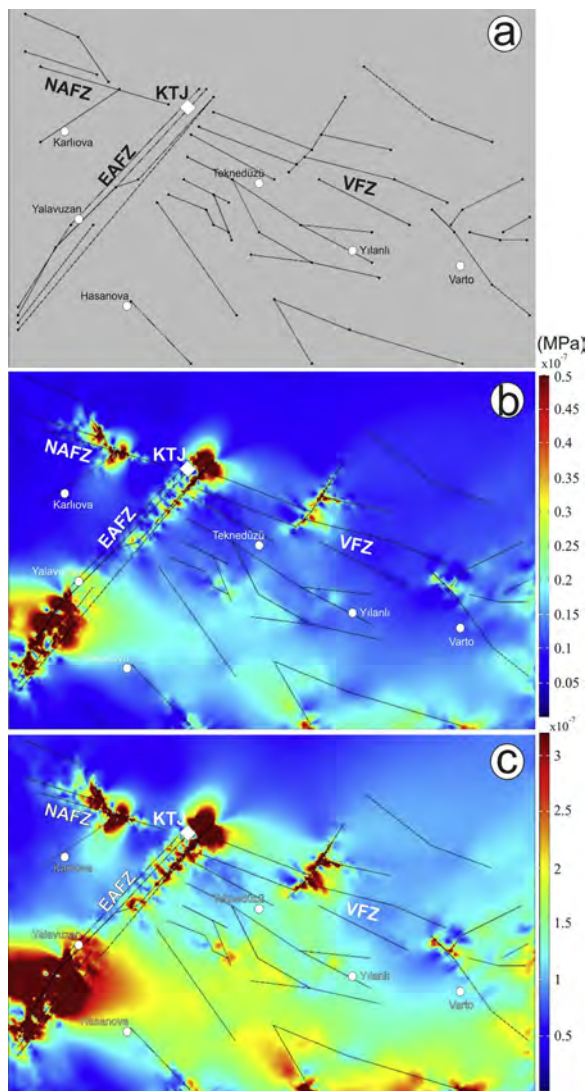 a
NAFZ
KTJ
Karlıova
EAFZ
Teknedüzü
VFZ
Yalavuzan
Yılanlı
Varto
Hasanova
(MPa)
x10⁻⁷
b
0.5
KTJ
NAFZ
0.45
0.4
Karlıova
EAFZ
0.35
Teknedüzü
0.3
VFZ
Yalavu
0.25
Yılanlı
0.2
Varto
0.15
0.1
0.05
x10⁻⁷
c
3
KTJ
NAFZ
2.5
Karlıova
EAFZ
Teknedüzü
2
VFZ
Yalavuzan
1.5
Yılanlı
Varto
1
Hasanova
0.5